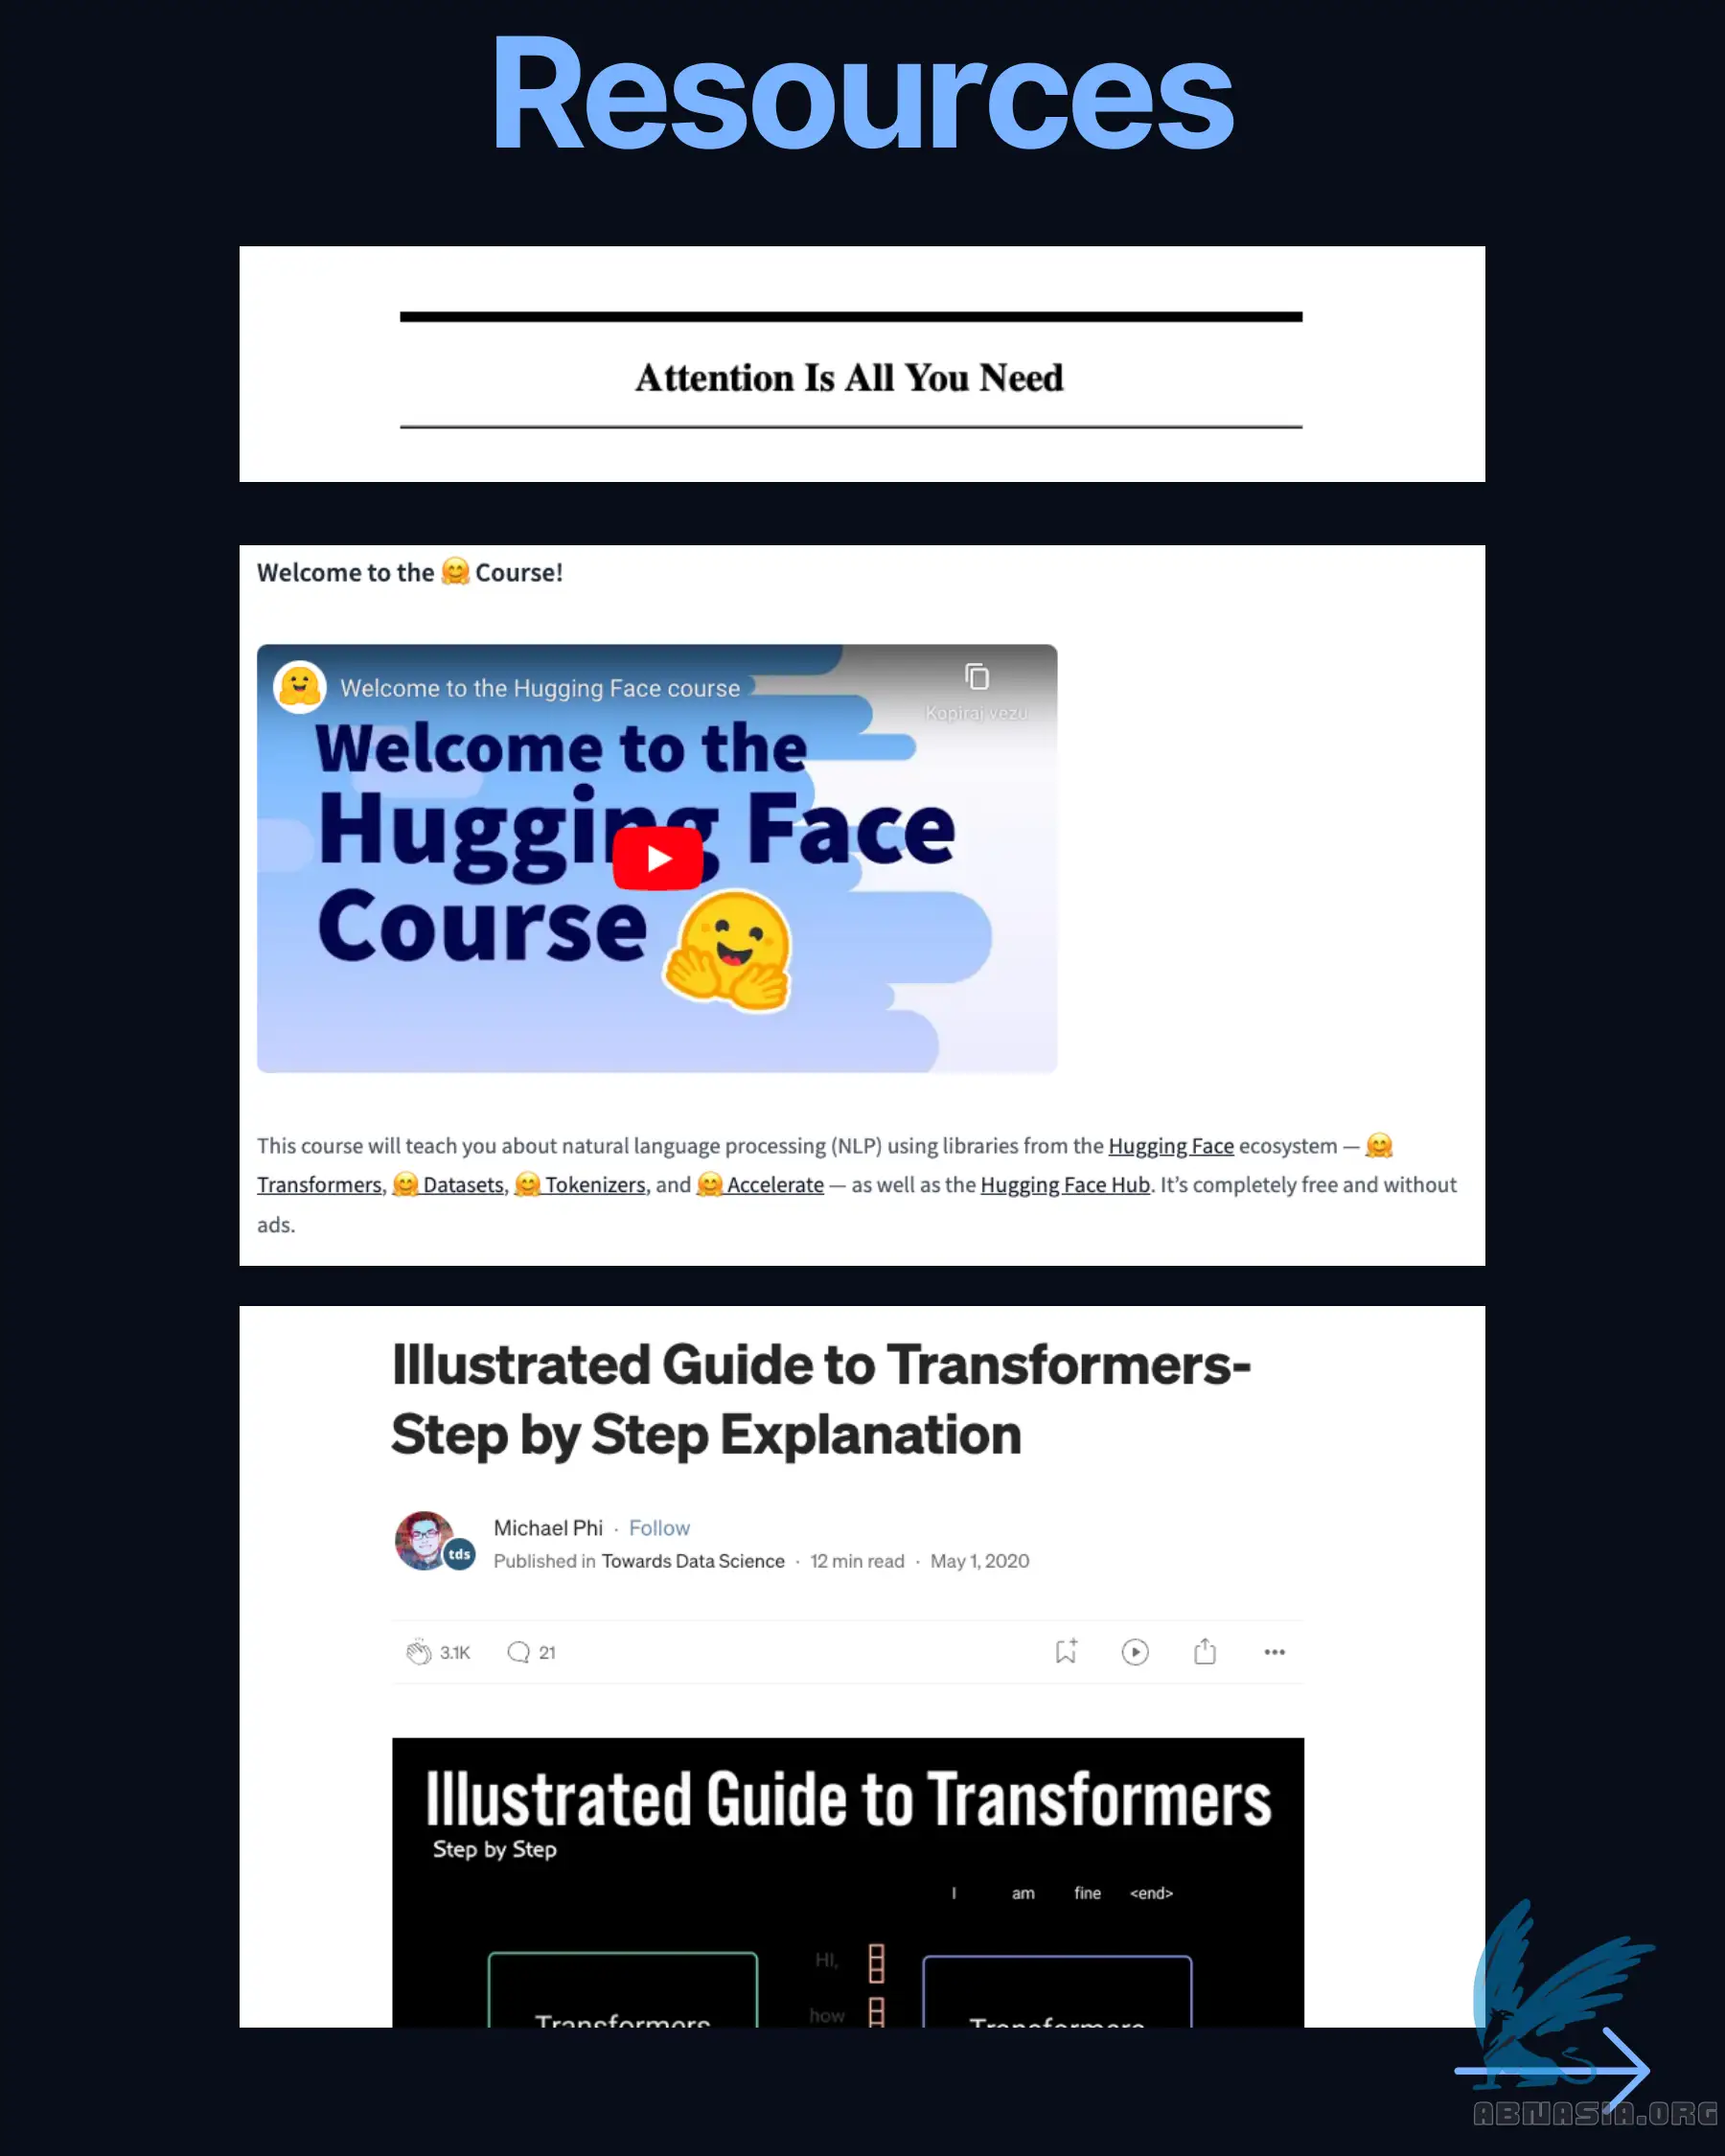 Resources
Attention Is All You Need
Welcome to the 🤗 Course!
Welcome to the Hugging Face course
Kopiraj vezu
Welcome to the
Hugging Face
Course
This course will teach you about natural language processing (NLP) using libraries from the Hugging Face ecosystem — 🤗
Transformers, 🤗 Datasets, 🤗 Tokenizers, and 🤗 Accelerate — as well as the Hugging Face Hub. It's completely free and without
ads.
Illustrated Guide to Transformers-
Step by Step Explanation
Michael Phi · Follow
tds
Published in Towards Data Science · 12 min read · May 1, 2020
3.1K 21
Illustrated Guide to Transformers
Step by Step
I am fine <end>
HI,
how
Transformers Transformers
ABNASIA.ORG